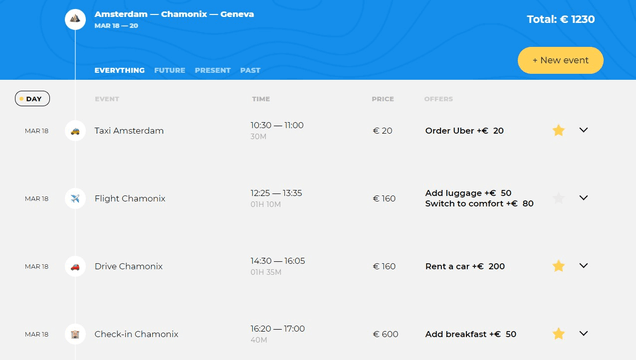 Amsterdam — Chamonix — Geneva
MAR 18 — 20
Total: € 1230
EVERYTHING FUTURE PRESENT PAST
+ New event
DAY EVENT TIME PRICE OFFERS
MAR 18 Taxi Amsterdam 10:30 — 11:00 € 20 Order Uber +€ 20
30M
MAR 18 Flight Chamonix 12:25 — 13:35 € 160 Add luggage +€ 50
01H 10M Switch to comfort +€ 80
MAR 18 Drive Chamonix 14:30 — 16:05 € 160 Rent a car +€ 200
01H 35M
MAR 18 Check-in Chamonix 16:20 — 17:00 € 600 Add breakfast +€ 50
40M